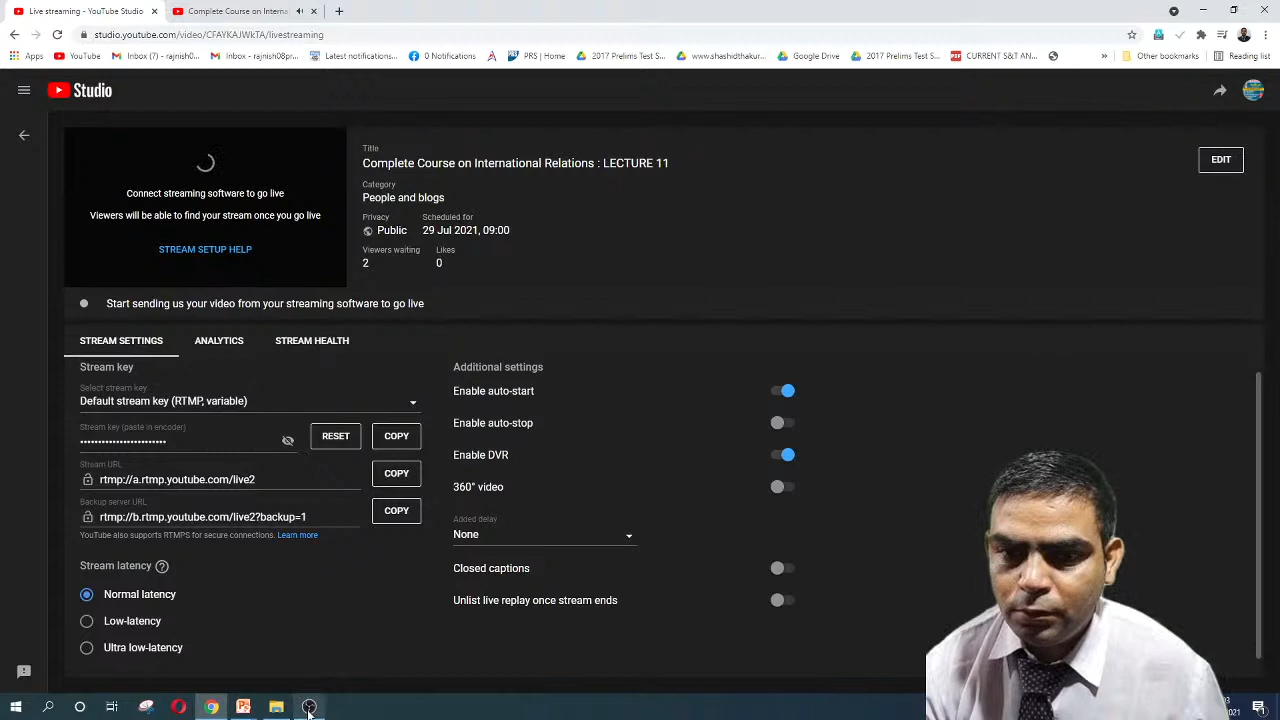 Live streaming - YouTube Studio
Complete Course on Interna
studio.youtube.com/video/CFAYKAJWkTA/livestreaming
Apps
YouTube
Inbox (7) - rajnish08p...
Inbox - rajnish08pr...
Latest notifications...
0 Notifications
PRS | Home
2017 Prelims Test S...
www.shashidthakur...
Google Drive
2017 Prelims Test S...
CURRENT S&T AN...
»
Other bookmarks
Reading list
Studio
Connect streaming software to go live
Viewers will be able to find your stream once you go live
STREAM SETUP HELP
Title
Complete Course on International Relations : LECTURE 11
EDIT
Category
People and blogs
Privacy
Scheduled for
Public
29 Jul 2021, 09:00
Viewers waiting
Likes
2
0
Start sending us your video from your streaming software to go live
STREAM SETTINGS
ANALYTICS
STREAM HEALTH
Stream key
Select stream key
Default stream key (RTMP, variable)
Stream key (paste in encoder)
••••••••••••••••••••••••
RESET
COPY
Stream URL
rtmp://a.rtmp.youtube.com/live2
COPY
Backup server URL
rtmp://b.rtmp.youtube.com/live2?backup=1
COPY
YouTube also supports RTMPS for secure connections. Learn more
Stream latency
Normal latency
Low-latency
Ultra low-latency
Additional settings
Enable auto-start
Enable auto-stop
Enable DVR
360° video
Added delay
None
Closed captions
Unlist live replay once stream ends